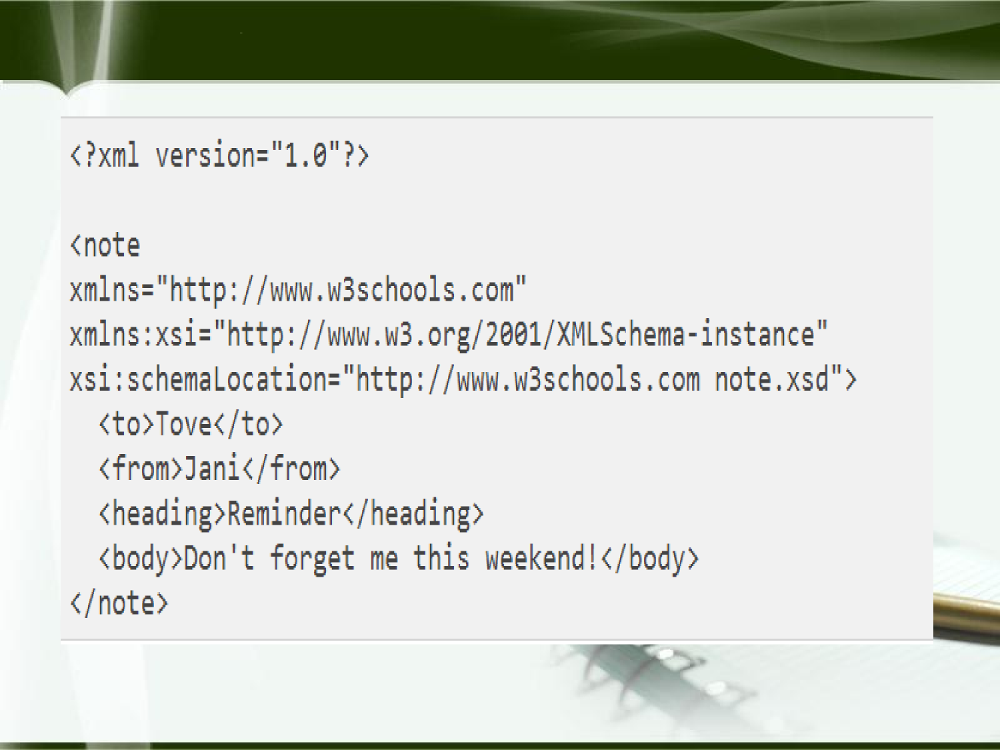 <?xml version="1.0"?>
<note
xmlns="http://www.w3schools.com"
xmlns:xsi="http://www.w3.org/2001/XMLSchema-instance"
xsi:schemaLocation="http://www.w3schools.com note.xsd">
  <to>Tove</to>
  <from>Jani</from>
  <heading>Reminder</heading>
  <body>Don't forget me this weekend!</body>
</note>